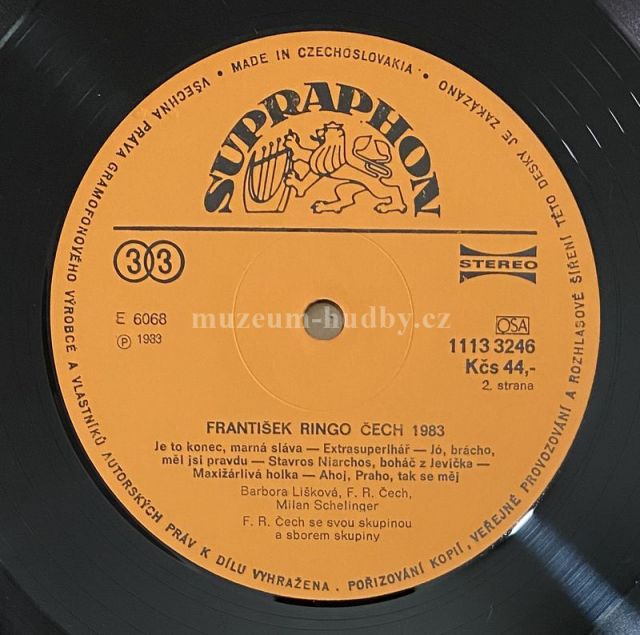 VŠECHNA PRÁVA GRAMOFONOVÉHO VÝROBCE A VLASTNÍKŮ AUTORSKÝCH PRÁV K DÍLU VYHRAŽENA. POŘIZOVÁNÍ KOPIÍ, VEŘEJNÉ PROVOZOVÁNÍ A ROZHLASOVÉ ŠÍŘENÍ TÉTO DESKY JE ZAKÁZÁNO
• MADE IN CZECHOSLOVAKIA •
SUPRAPHON
33
STEREO
E 6068
℗ 1983
muzeum-hudby.cz
OSA
1113 3246
Kčs 44,-
2. strana
FRANTIŠEK RINGO ČECH 1983
Je to konec, marná sláva — Extrasuperlhář — Jó, brácho,
měl jsi pravdu — Stavros Niarchos, boháč z Jevíčka —
Maxižárlivá holka — Ahoj, Praho, tak se měj
Barbora Lišková, F. R. Čech,
Milan Schelinger
F. R. Čech se svou skupinou
a sborem skupiny